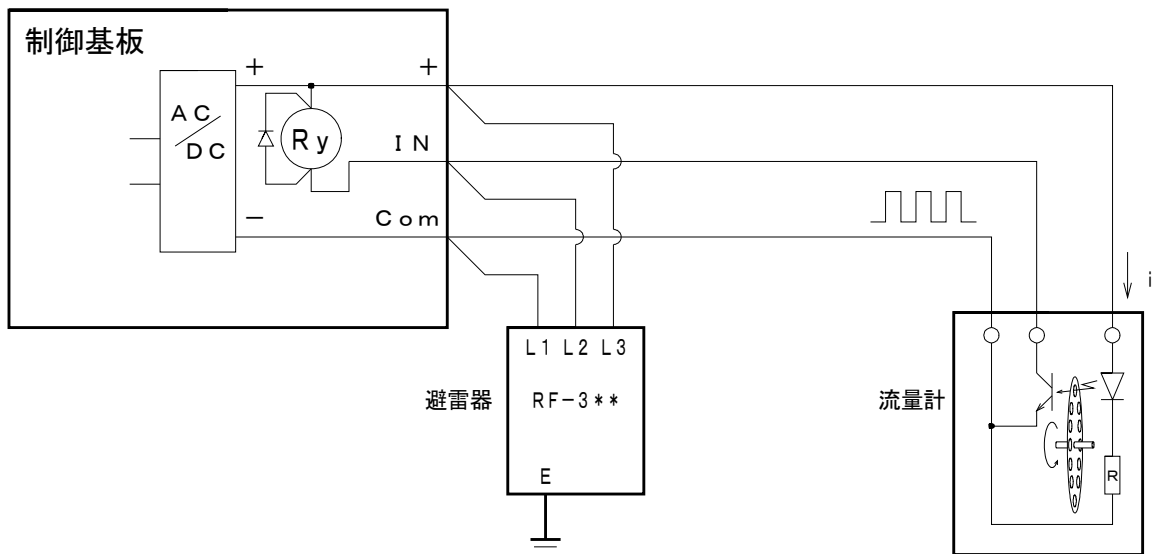 制御基板
+
+
AC/DC
Ry
IN
−
Com
i
L1 L2 L3
避雷器
RF-3**
流量計
R
E